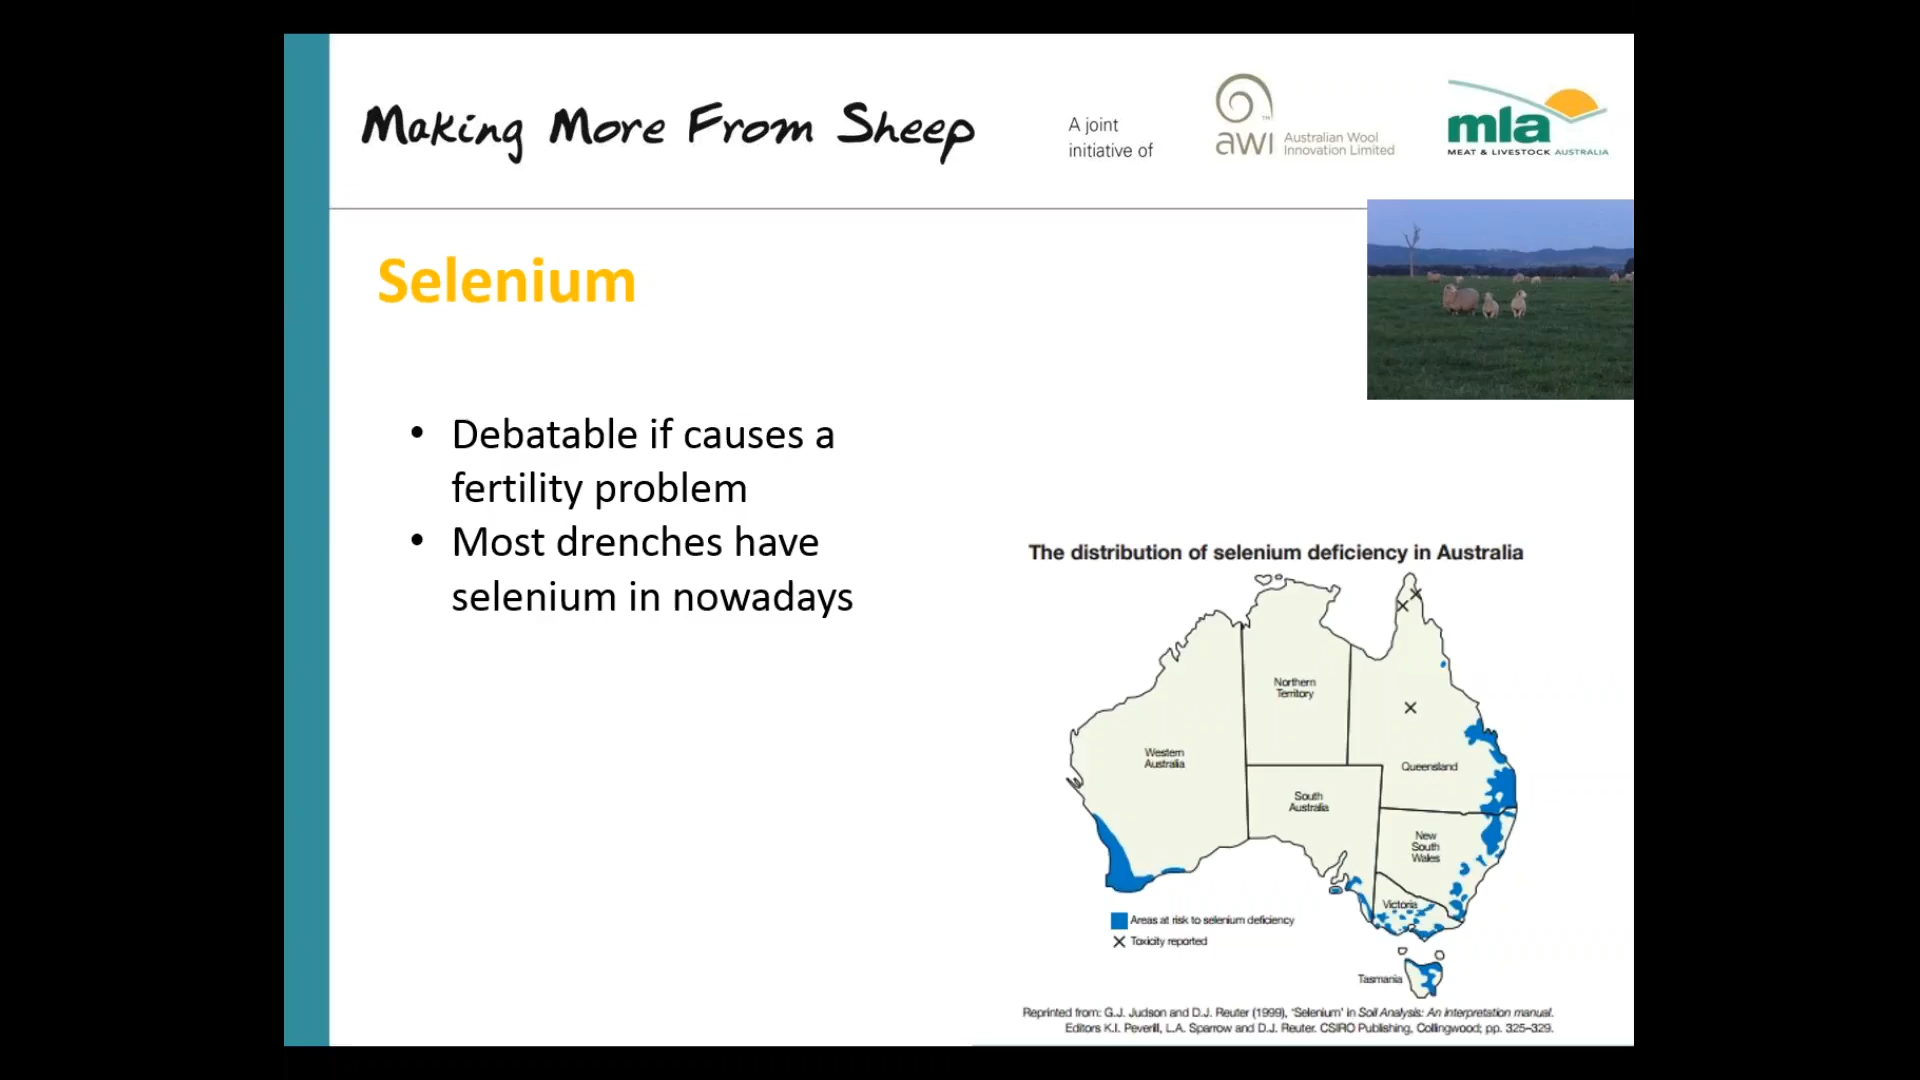 Making More From Sheep
A joint
initiative of
AWI
TM
Australian Wool
Innovation Limited
mla
MEAT & LIVESTOCK AUSTRALIA
Selenium
• Debatable if causes a
fertility problem
• Most drenches have
selenium in nowadays
The distribution of selenium deficiency in Australia
Northern
Territory
Western
Australia
Queensland
South
Australia
New
South
Wales
Victoria
Areas at risk to selenium deficiency
Toxicity reported
Tasmania
Reprinted from: G.J. Judson and D.J. Reuter (1999), ‘Selenium’ in Soil Analysis: An interpretation manual.
Editors K.I. Peverill, L.A. Sparrow and D.J. Reuter. CSIRO Publishing, Collingwood; pp. 325–329.